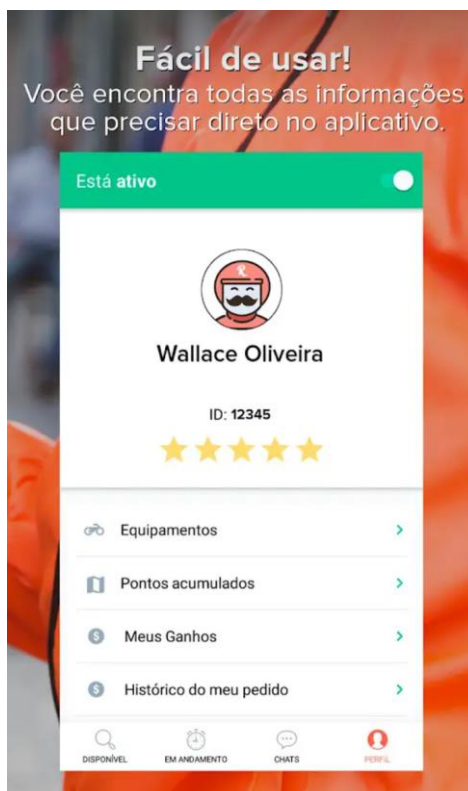 Fácil de usar!
Você encontra todas as informações
que precisar direto no aplicativo.
Está ativo
R
Wallace Oliveira
ID: 12345
Equipamentos
Pontos acumulados
Meus Ganhos
Histórico do meu pedido
DISPONÍVEL
EM ANDAMENTO
CHATS
PERFIL